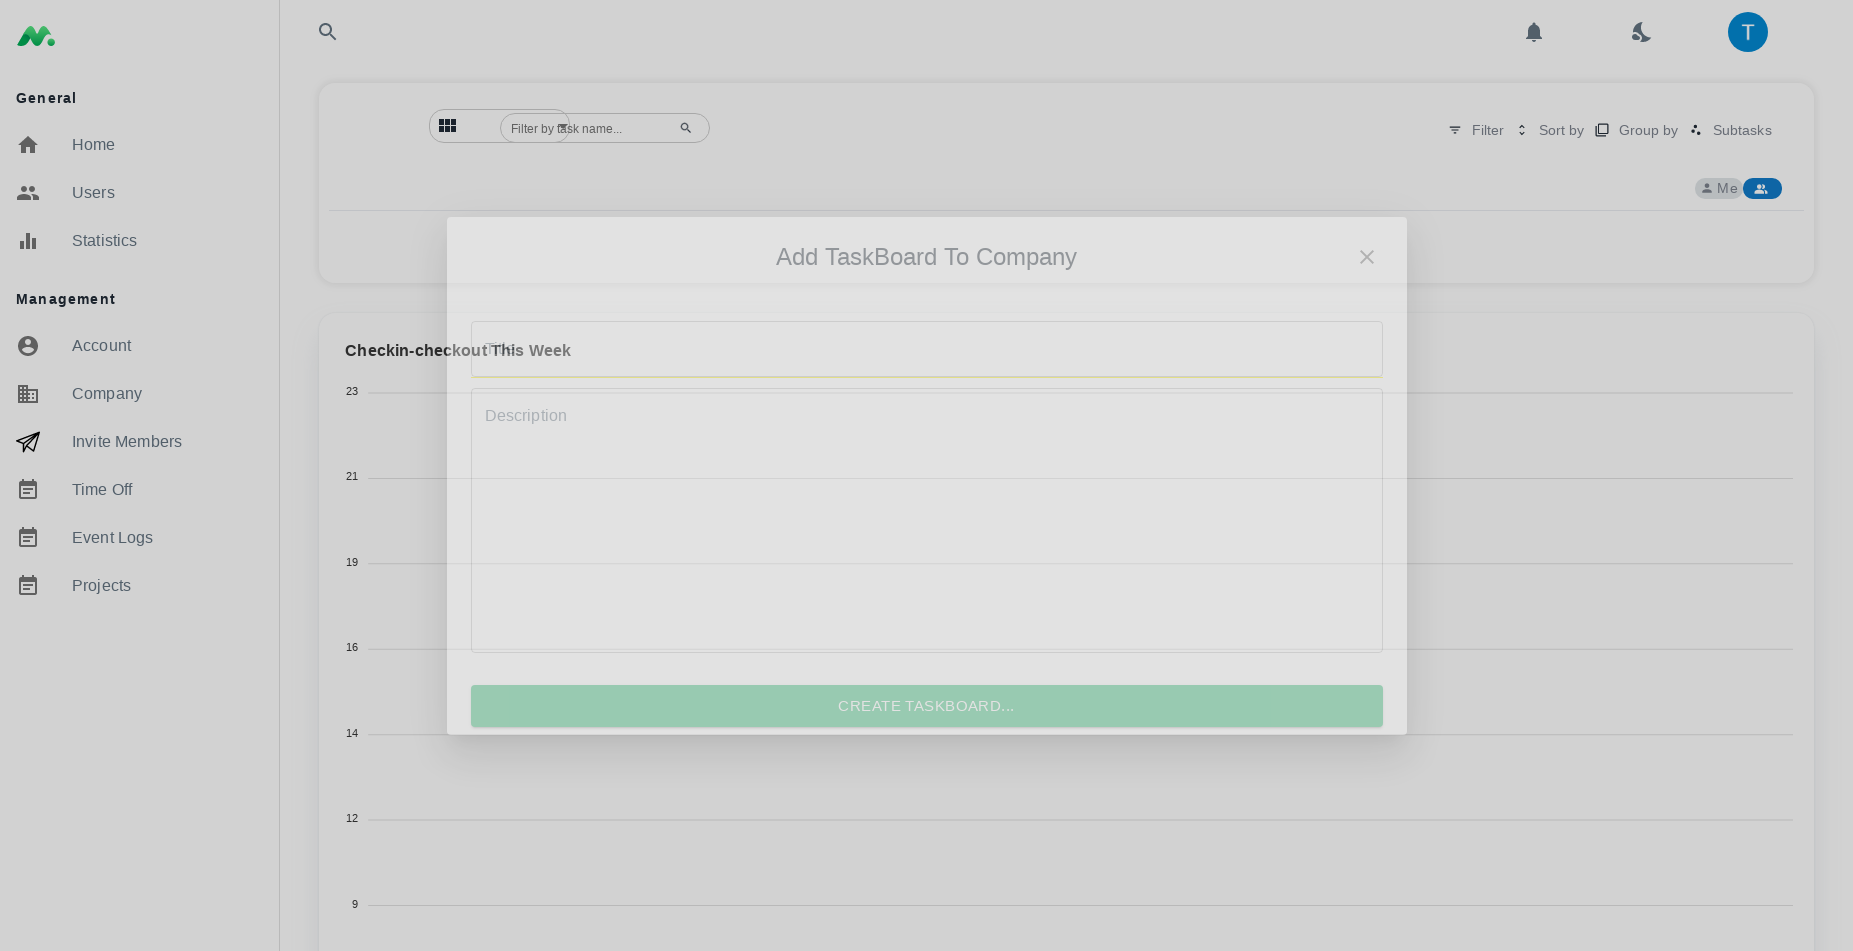 T
General
Home
Users
Statistics
Management
Account
Company
Invite Members
Time Off
Event Logs
Projects
Filter by task name...
Filter
Sort by
Group by
Subtasks
Me
Add TaskBoard To Company
Checkin-checkout This Week
Title
Description
CREATE TASKBOARD...
23
21
19
16
14
12
9